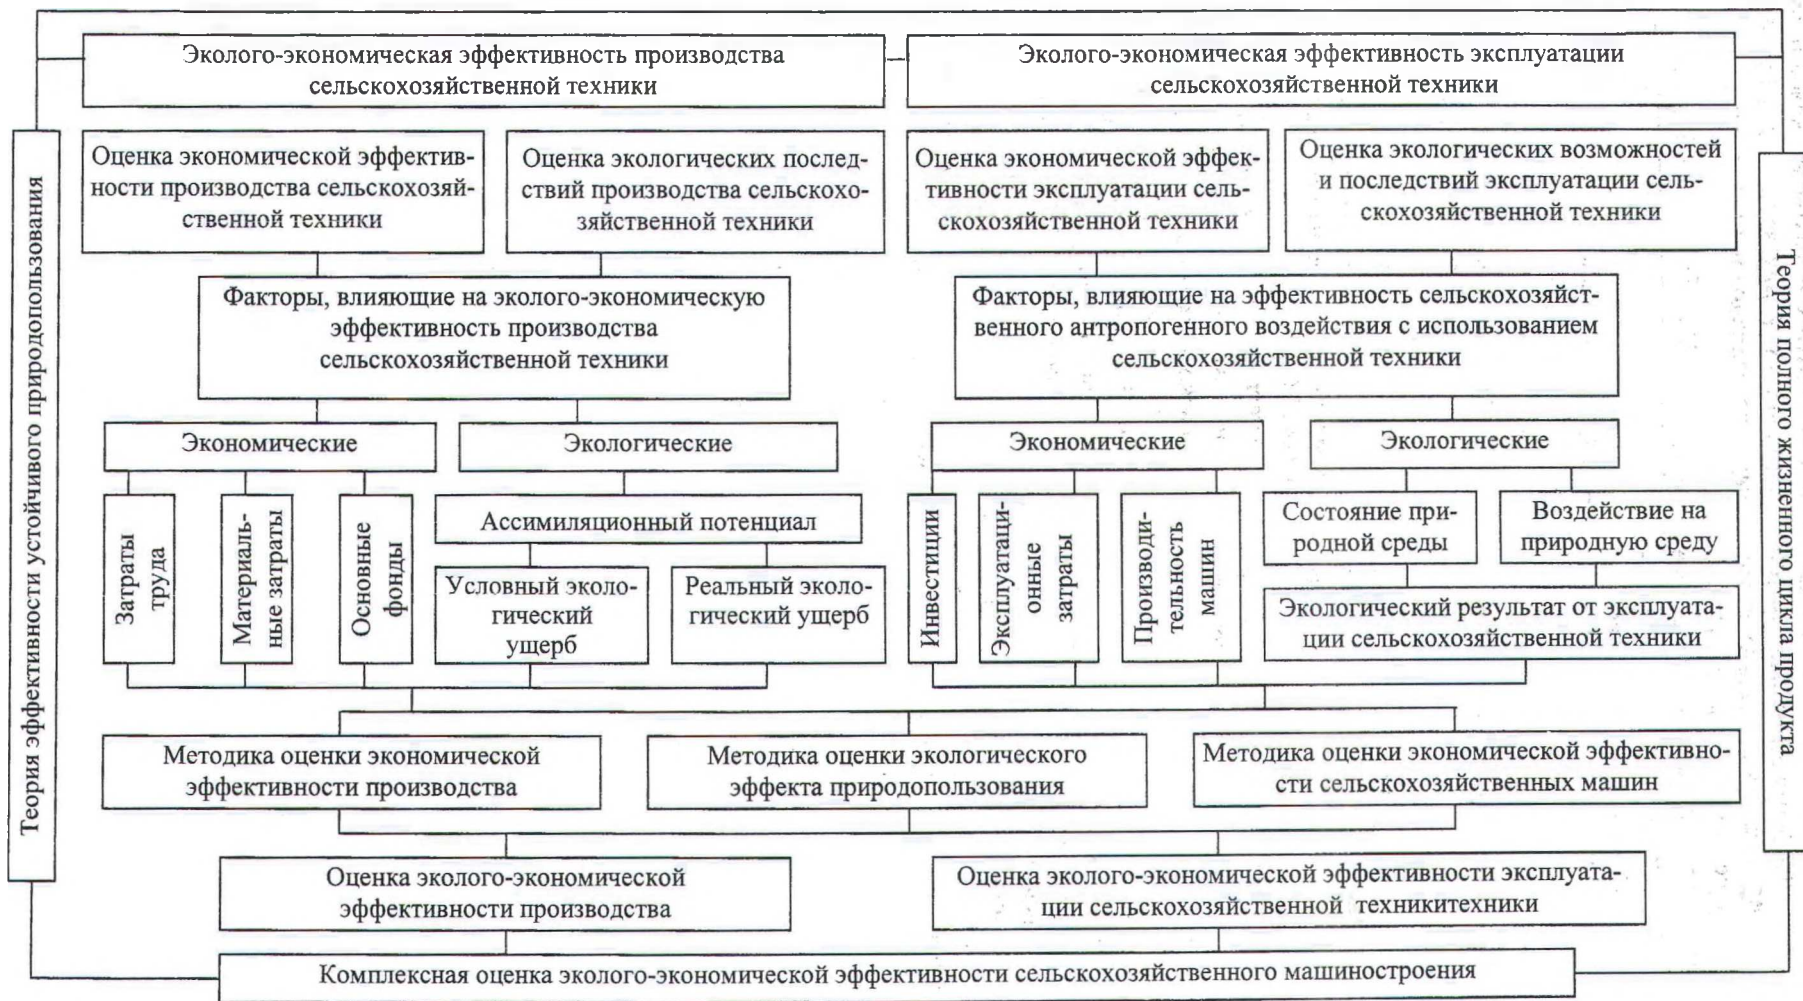 Эколого-экономическая эффективность производства
сельскохозяйственной техники
Эколого-экономическая эффективность эксплуатации
сельскохозяйственной техники
Теория эффективности устойчивого природопользования
Оценка экономической эффектив-
ности производства сельскохозяй-
ственной техники
Оценка экологических послед-
ствий производства сельскохо-
зяйственной техники
Оценка экономической эффек-
тивности эксплуатации сель-
скохозяйственной техники
Оценка экологических возможностей
и последствий эксплуатации сель-
скохозяйственной техники
Теория полного жизненного цикла продукта
Факторы, влияющие на эколого-экономическую
эффективность производства
сельскохозяйственной техники
Факторы, влияющие на эффективность сельскохозяйст-
венного антропогенного воздействия с использованием
сельскохозяйственной техники
Экономические
Экологические
Экономические
Экологические
Затраты
труда
Материаль-
ные затраты
Основные
фонды
Ассимиляционный потенциал
Условный эколо-
гический
ущерб
Реальный эколо-
гический ущерб
Инвестиции
Эксплуатаци-
онные
затраты
Производи-
тельность
машин
Состояние при-
родной среды
Воздействие на
природную среду
Экологический результат от эксплуата-
ции сельскохозяйственной техники
Методика оценки экономической
эффективности производства
Методика оценки экологического
эффекта природопользования
Методика оценки экономической эффективно-
сти сельскохозяйственных машин
Оценка эколого-экономической
эффективности производства
Оценка эколого-экономической эффективности эксплуата-
ции сельскохозяйственной техникитехники
Комплексная оценка эколого-экономической эффективности сельскохозяйственного машиностроения